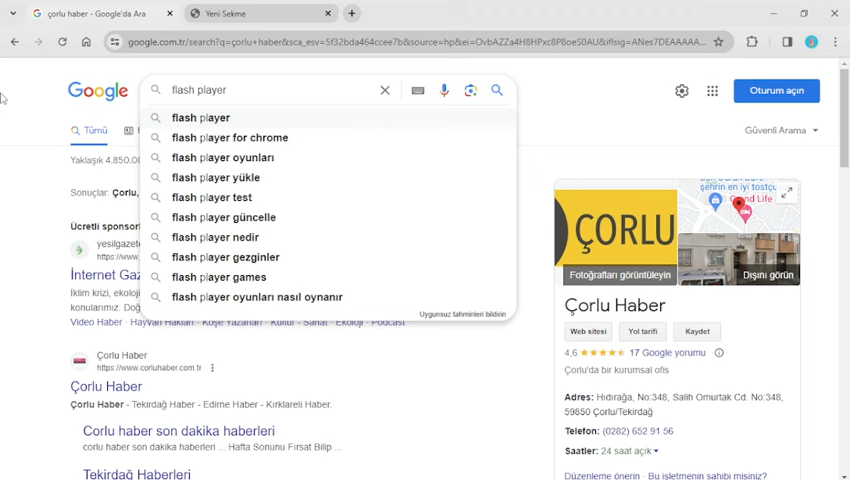 çorlu haber - Google'da Ara
Yeni Sekme
google.com.tr/search?q=çorlu+haber&sca_esv=5f32bda464ccee7b&source=hp&ei=OvbAZZa4H8HPxc8P8oeS0AU&iflsig=ANes7DEAAAAA...
Google
flash player
Oturum açın
flash player
flash player for chrome
flash player oyunları
flash player yükle
flash player test
flash player güncelle
flash player nedir
flash player gezginler
flash player games
flash player oyunları nasıl oynanır
Uygunsuz tahminleri bildirin
Tümü
Güvenli Arama
Yaklaşık 4.850.00
Sonuçlar: Çorlu,
Ücretli sponsorl
yesilgazete
https://www.
İnternet Gaz
İklim krizi, ekoloji
konularımız. Doğ
Video Haber · Hayvan Hakları · Köşe Yazarları · Kültür - Sanat · Ekoloji · Podcast
Çorlu Haber
https://www.corluhaber.com.tr
Çorlu Haber
Çorlu Haber - Tekirdağ Haber - Edirne Haber - Kırklareli Haber.
Çorlu haber son dakika haberleri
corlu haber son dakika haberleri ... Hafta Sonunu Fırsat Bilip ...
Tekirdağ Haberleri
ÇORLU
şehrin en iyi tostçu
Grand Life
Fotoğrafları görüntüleyin
Dışını görün
Çorlu Haber
Web sitesi
Yol tarifi
Kaydet
4,6
17 Google yorumu
Çorlu'da bir kurumsal ofis
Adres: Hıdırağa, No:348, Salih Omurtak Cd. No:348,
59850 Çorlu/Tekirdağ
Telefon: (0282) 652 91 56
Saatler: 24 saat açık
Düzenleme önerin · Bu işletmenin sahibi misiniz?